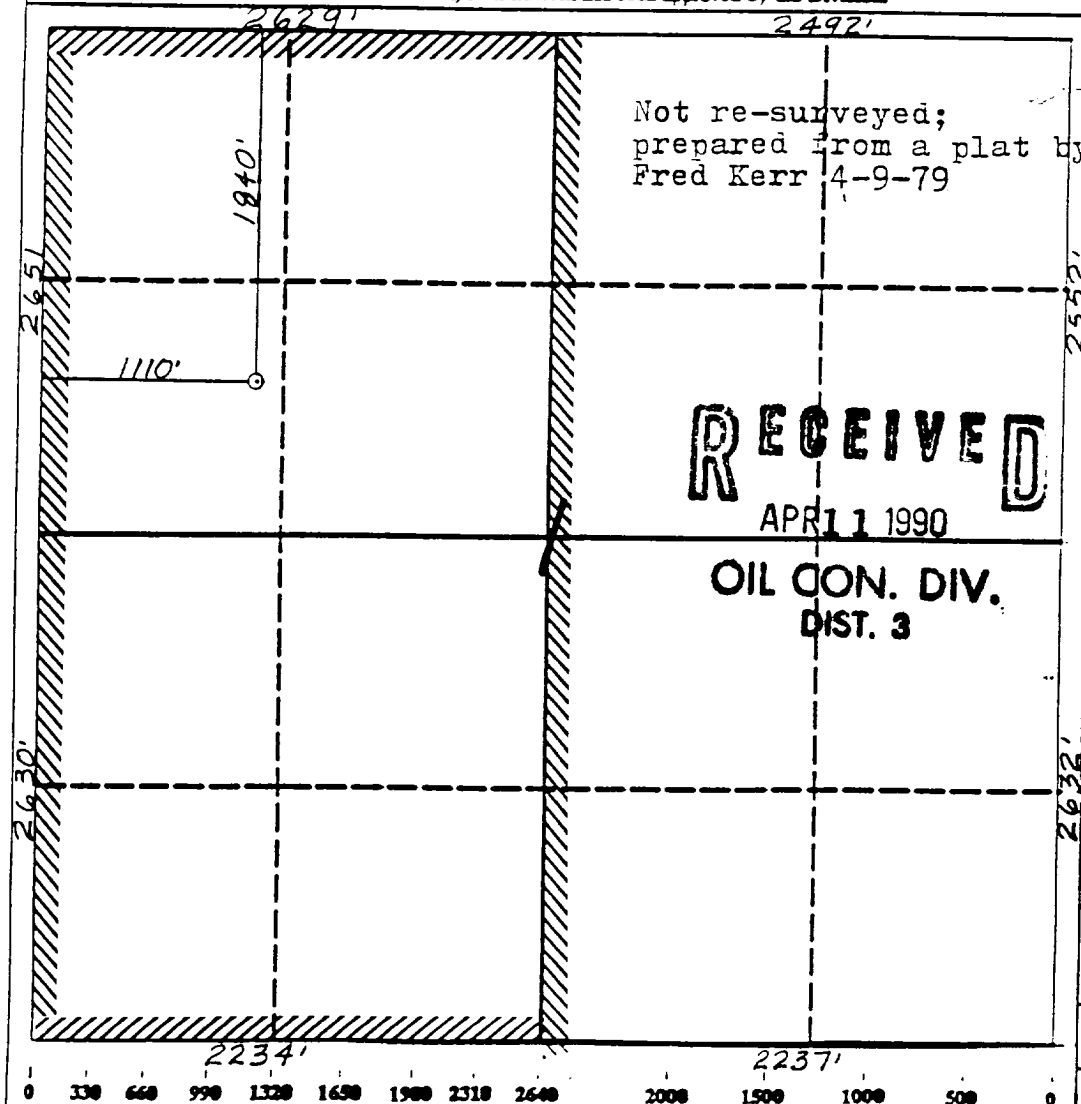 2629'
2492'
Not re-surveyed;
prepared from a plat by
Fred Kerr 4-9-79
1840'
2651
2552'
1110'
RECEIVED
APR 11 1990
OIL CON. DIV.
DIST. 3
2630'
2632'
2234'
2237'
0 330 660 990 1320 1650 1980 2310 2640 2000 1500 1000 500 0